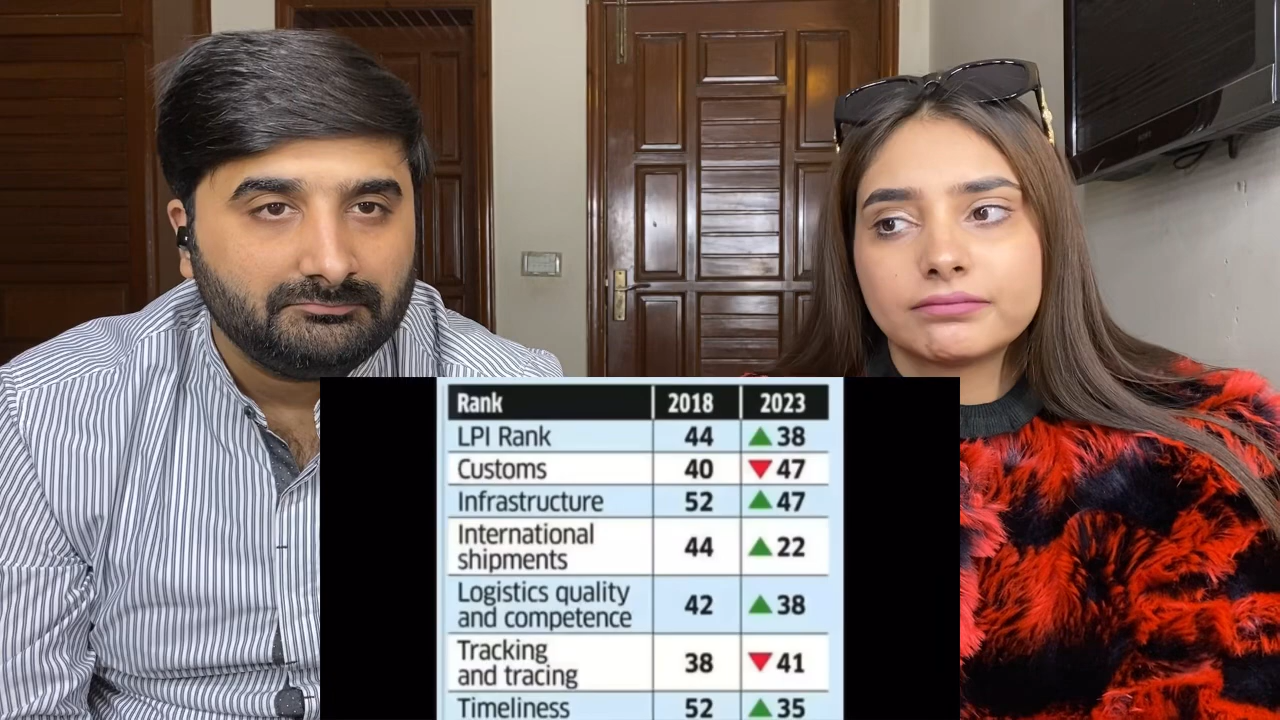 Rank 2018 2023
LPI Rank 44 ▲ 38
Customs 40 ▼ 47
Infrastructure 52 ▲ 47
International
shipments 44 ▲ 22
Logistics quality
and competence 42 ▲ 38
Tracking
and tracing 38 ▼ 41
Timeliness 52 ▲ 35